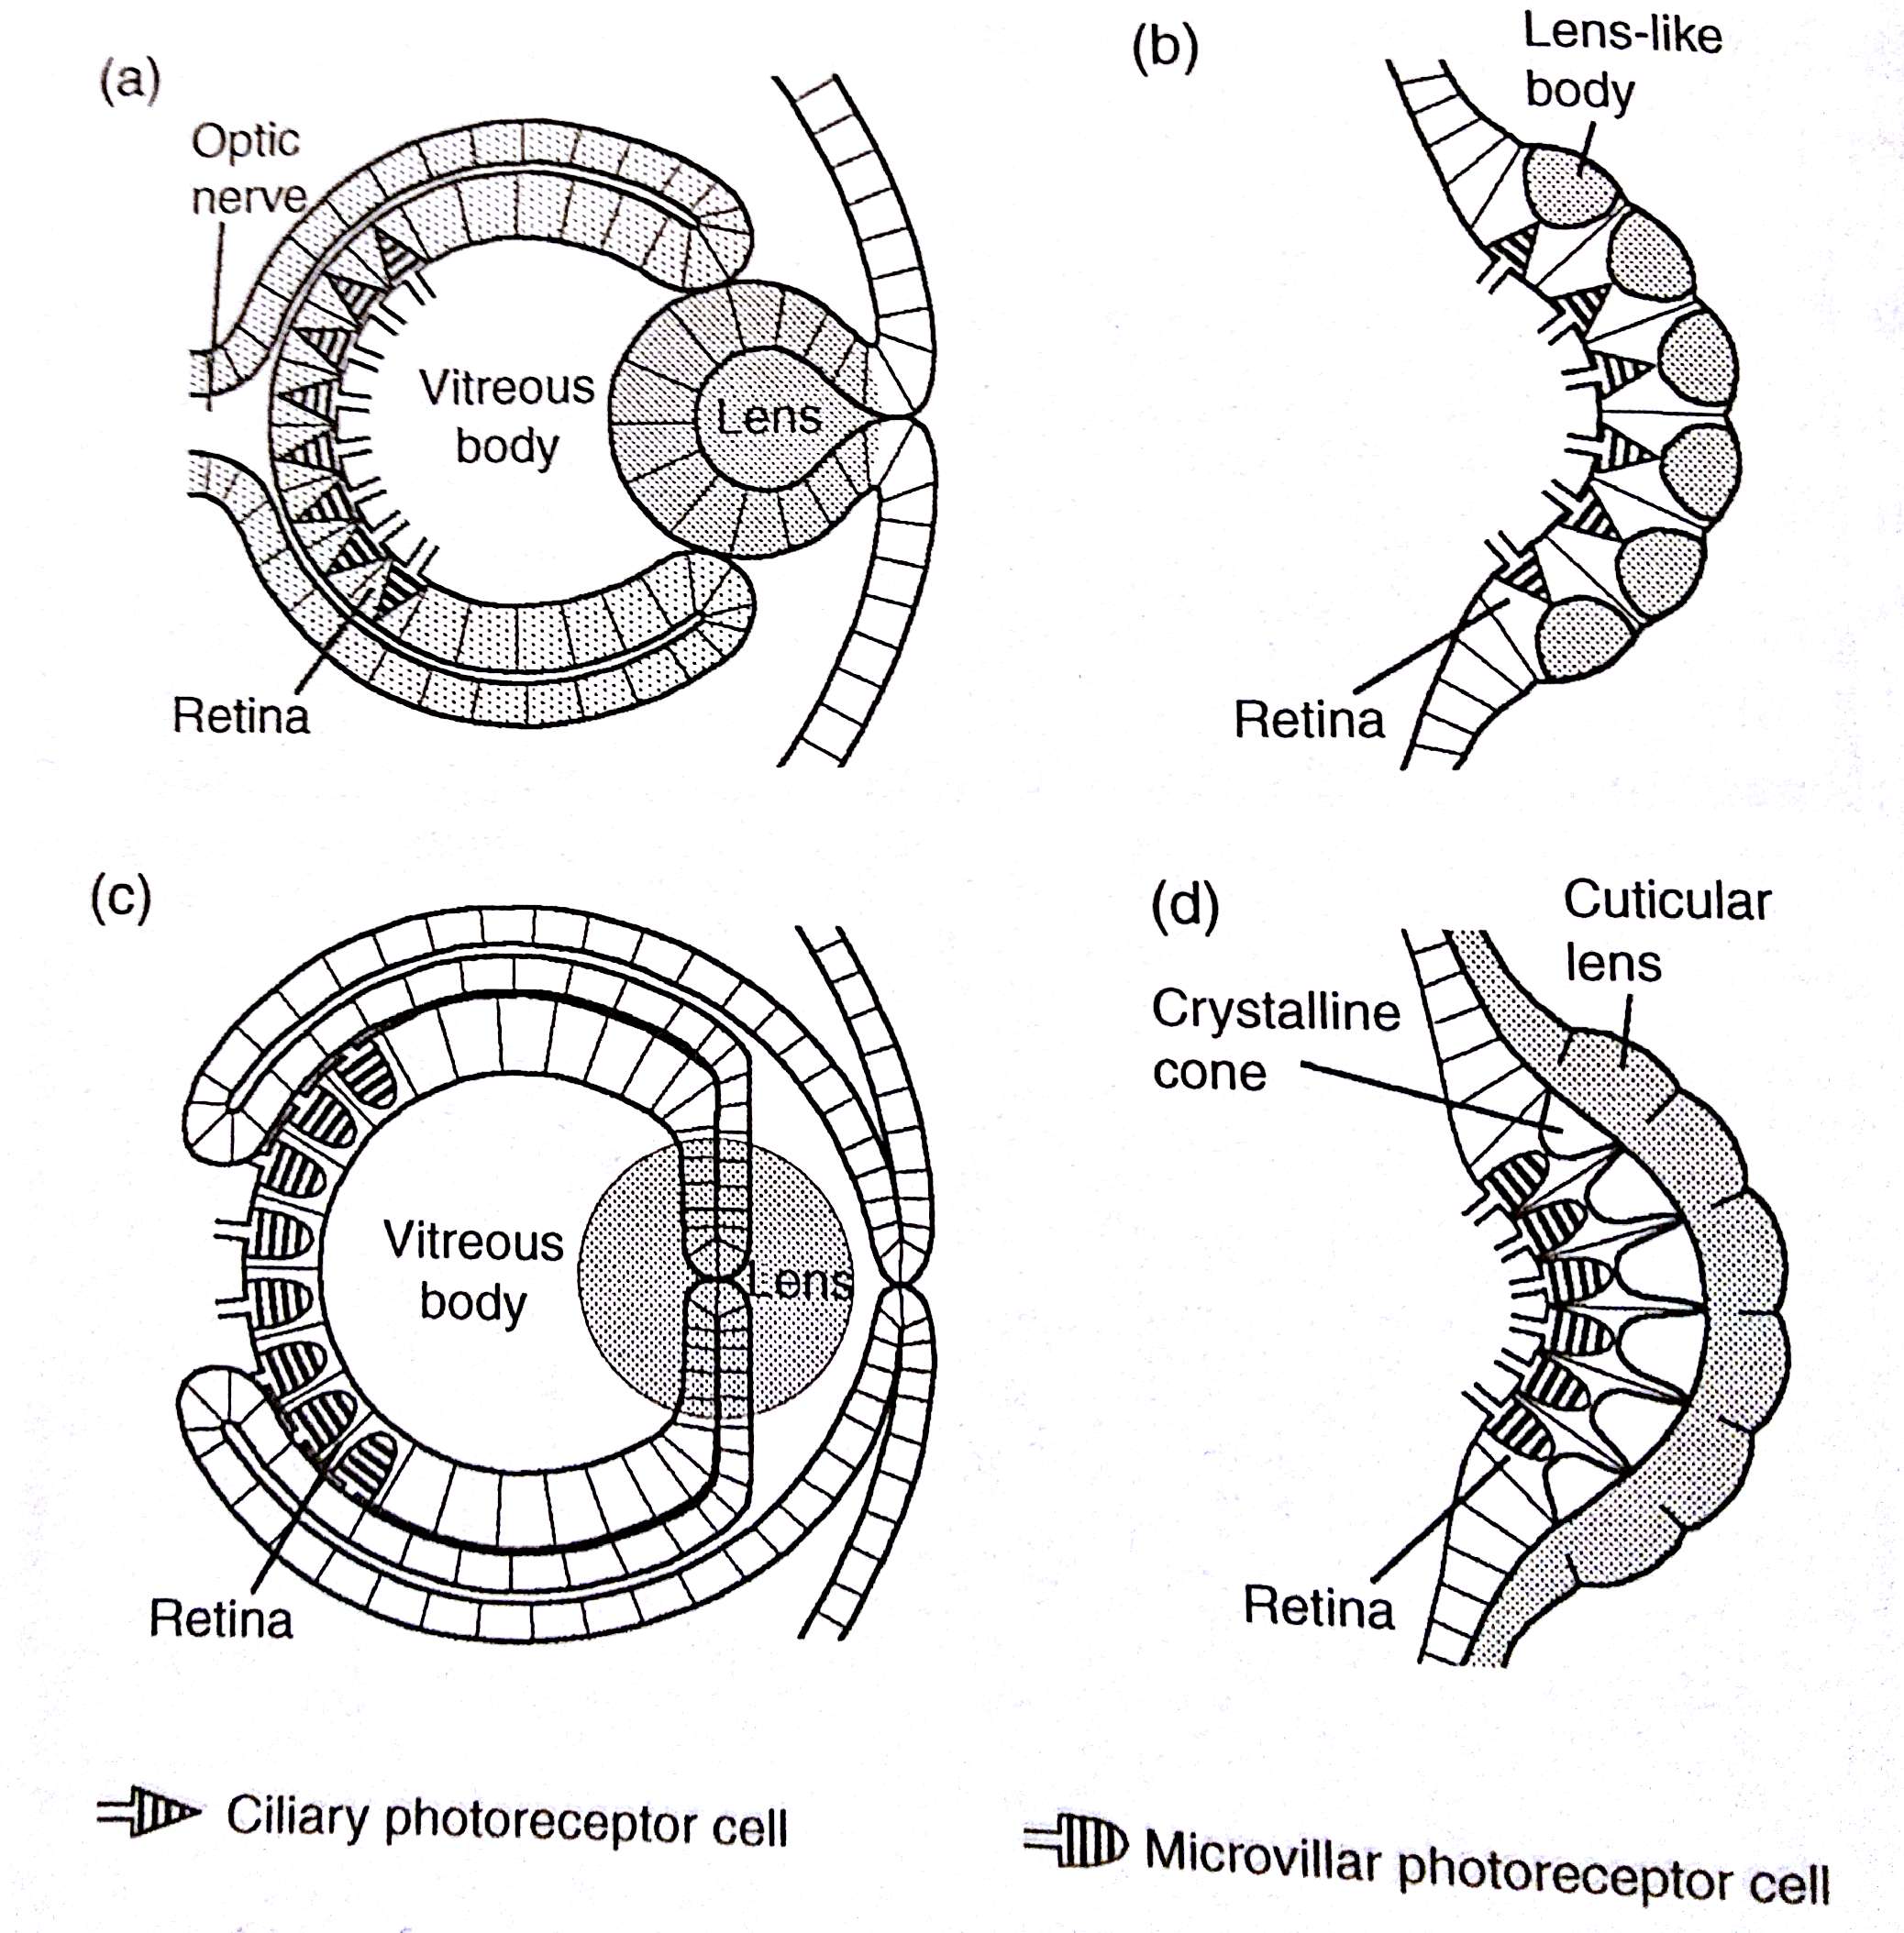 (a)
Optic
nerve
Vitreous
body
Lens
Retina
(b)
Lens-like
body
Retina
(c)
Vitreous
body
Lens
Retina
(d)
Cuticular
lens
Crystalline
cone
Retina
Ciliary photoreceptor cell
Microvillar photoreceptor cell